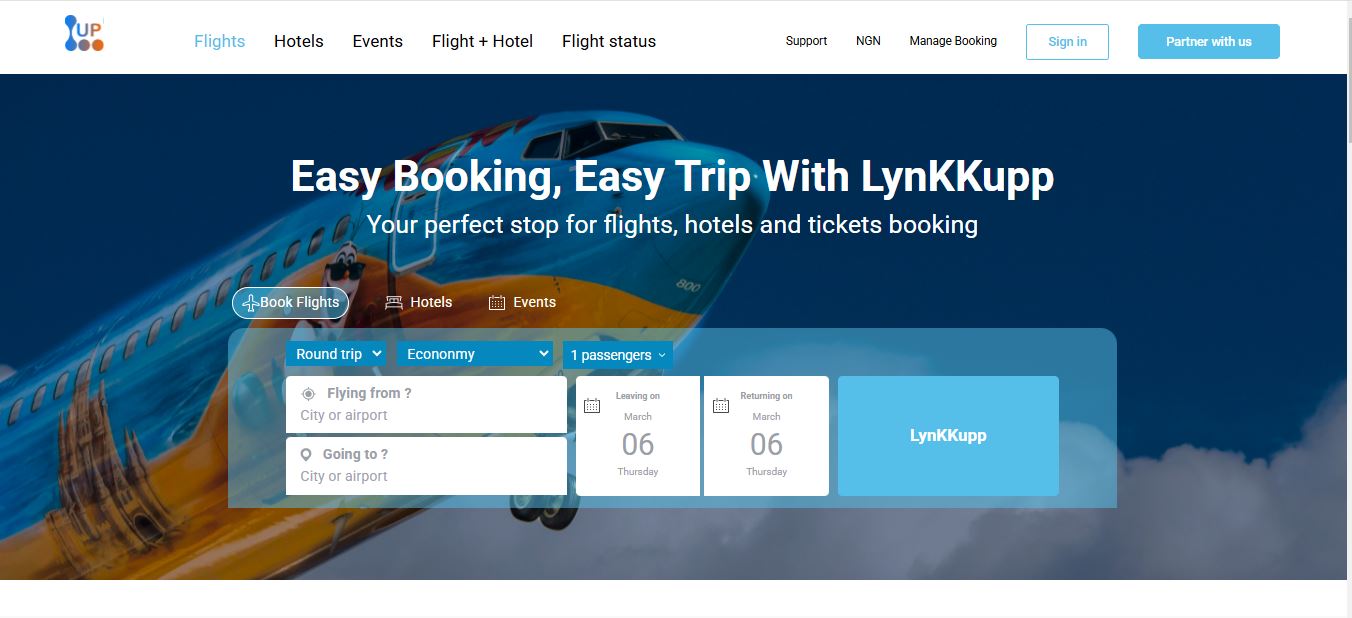 UP
Flights Hotels Events Flight + Hotel Flight status Support NGN Manage Booking Sign in Partner with us
Easy Booking, Easy Trip With LynKKupp
Your perfect stop for flights, hotels and tickets booking
800
Book Flights Hotels Events
Round trip Econonmy 1 passengers
Flying from ?
City or airport
Going to ?
City or airport
Leaving on
March
06
Thursday
Returning on
March
06
Thursday
LynKKupp